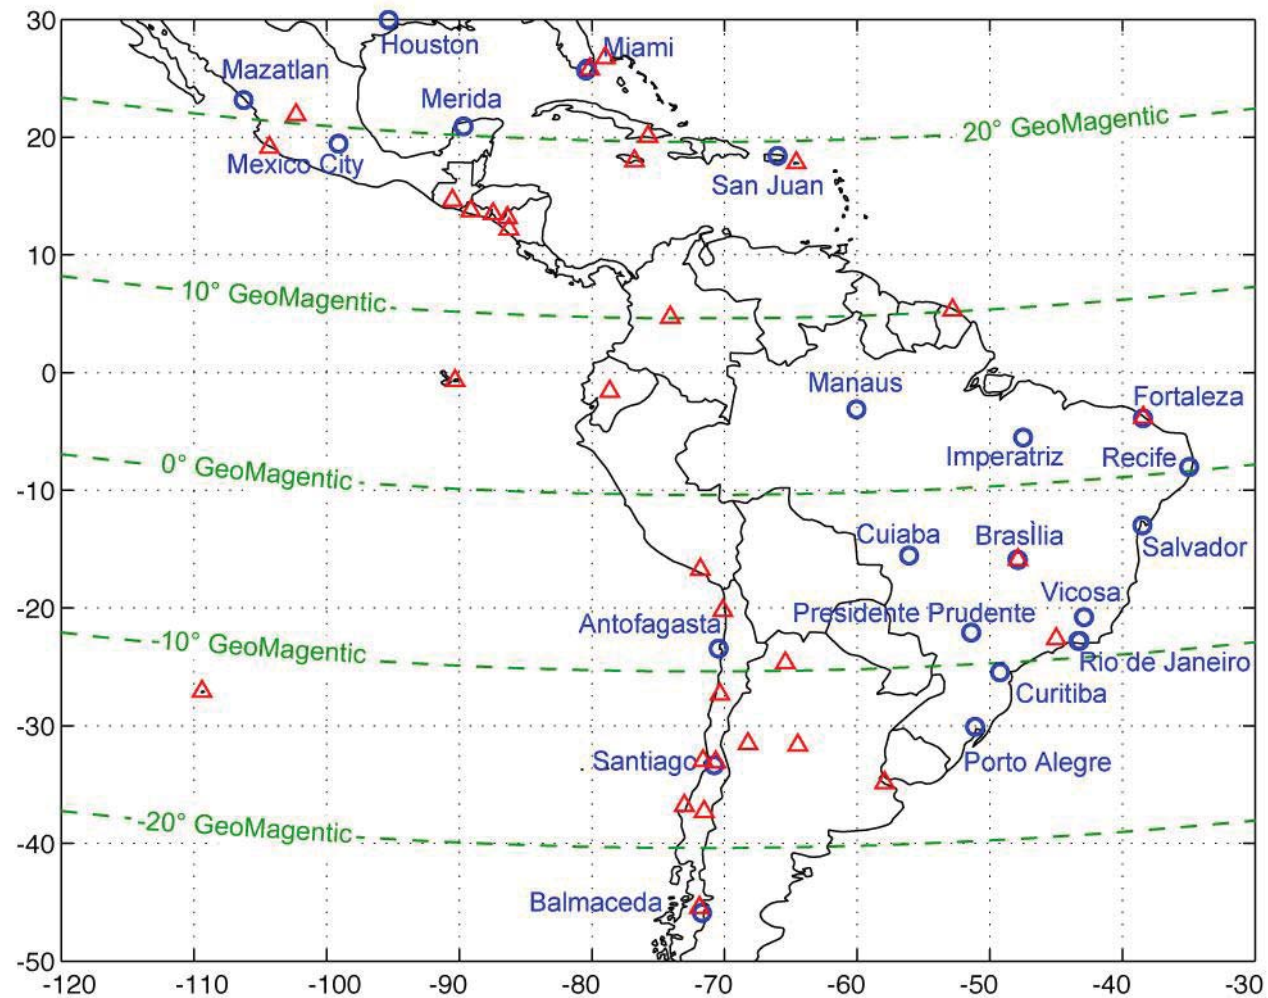 30
Houston
Miami
Mazatlan
Merida
20
20° GeoMagentic
Mexico City
San Juan
10
10° GeoMagentic
0
Manaus
Fortaleza
Imperatriz
Recife
0° GeoMagentic
-10
Cuiaba
BrasÌlia
Salvador
Vicosa
-20
Antofagasta
Presidente Prudente
-10° GeoMagentic
Rio de Janeiro
Curitiba
-30
Santiago
Porto Alegre
-20° GeoMagentic
-40
Balmaceda
-50
-120 -110 -100 -90 -80 -70 -60 -50 -40 -30